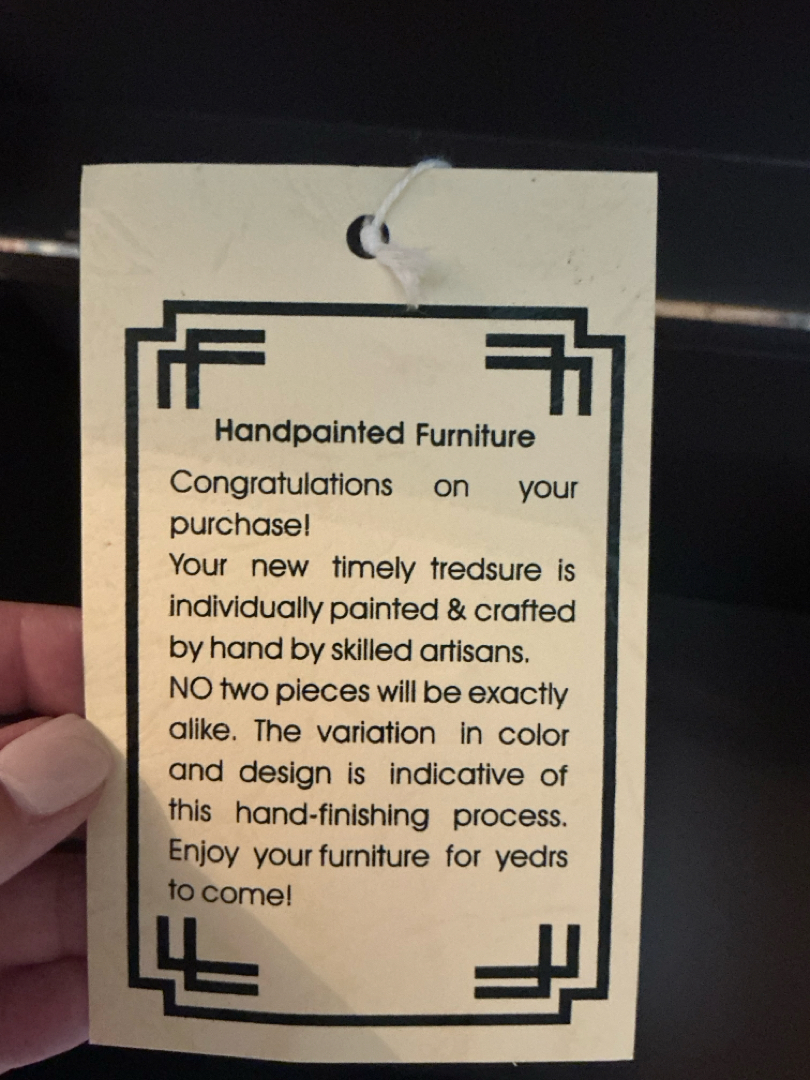 Handpainted Furniture
Congratulations on your
purchase!
Your new timely tredsure is
individually painted & crafted
by hand by skilled artisans.
NO two pieces will be exactly
alike. The variation in color
and design is indicative of
this hand-finishing process.
Enjoy your furniture for yedrs
to come!